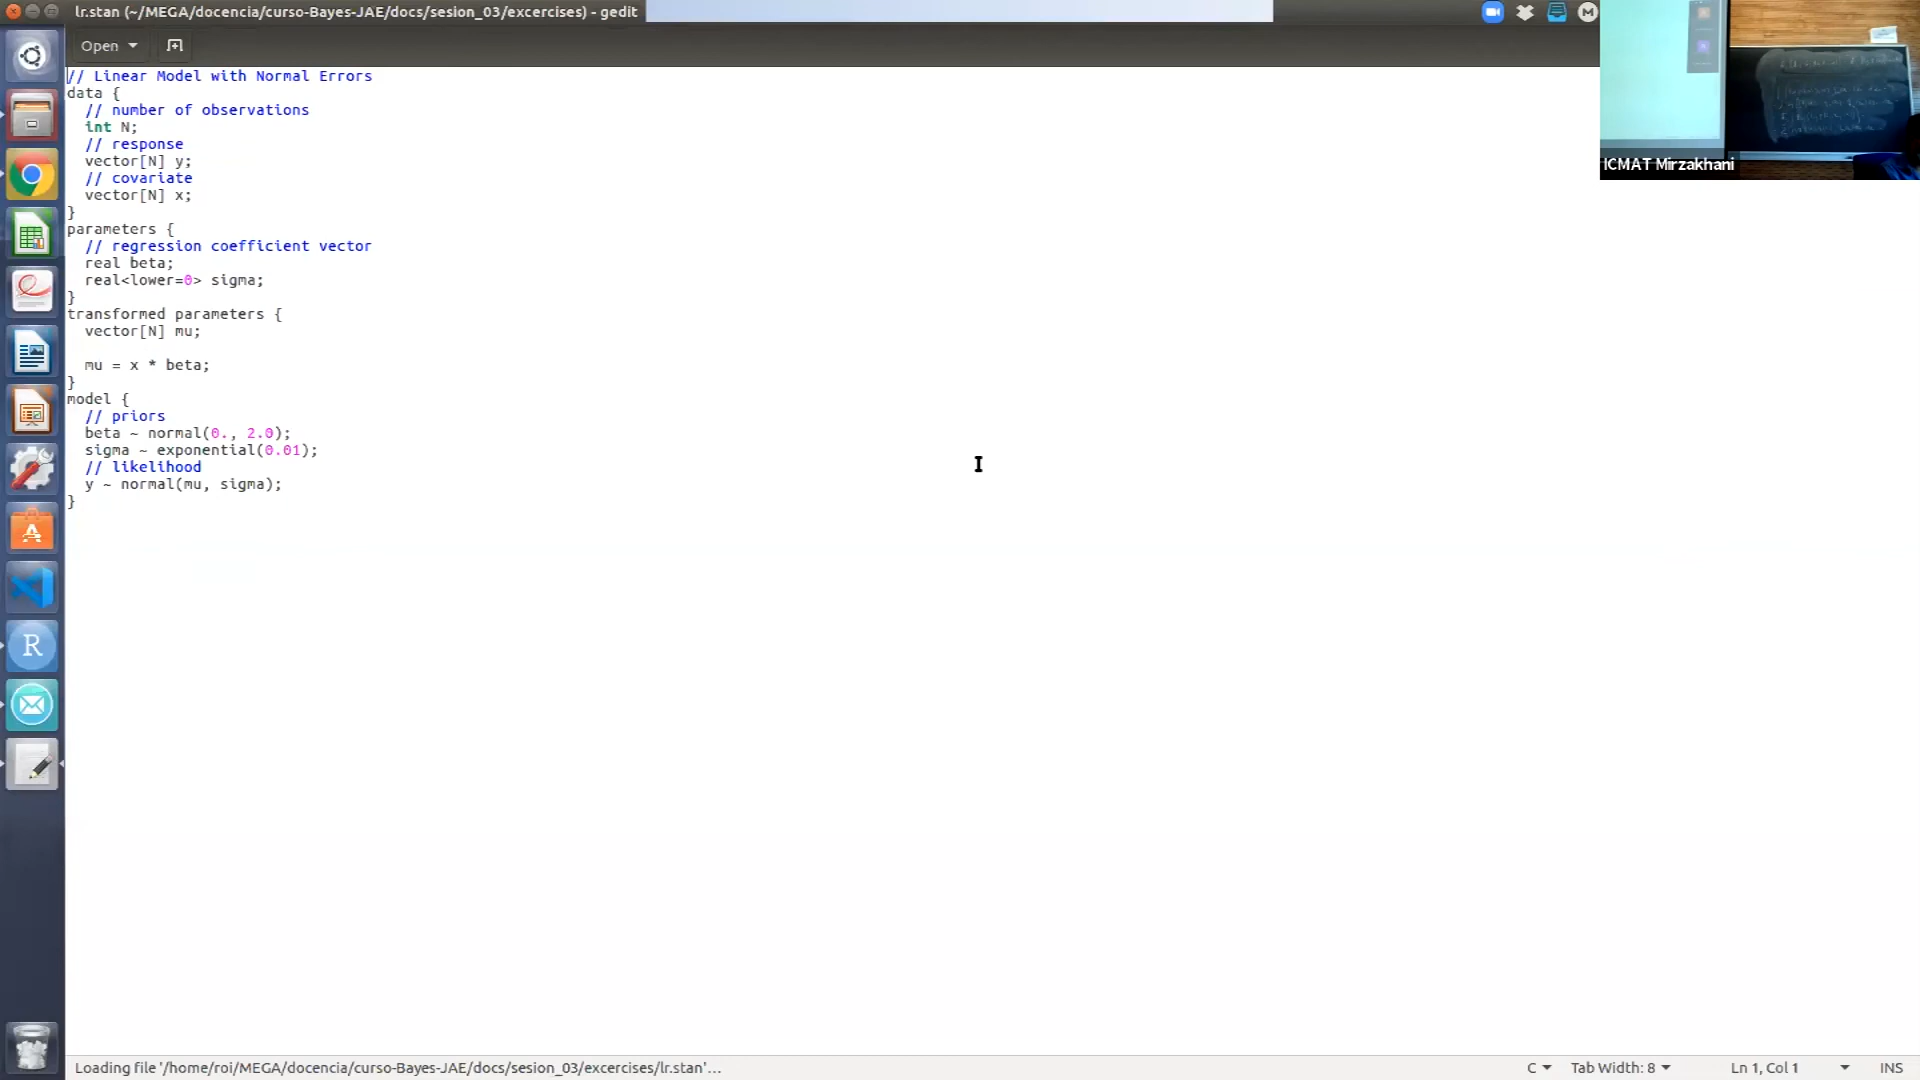 lr.stan (~/MEGA/docencia/curso-Bayes-JAE/docs/sesion_03/excercises) - gedit
M
Open
ICMAT Mirzakhani
// Linear Model with Normal Errors
data {
// number of observations
int N;
// response
vector[N] y;
// covariate
vector[N] x;
}
parameters {
// regression coefficient vector
real beta;
real<lower=0> sigma;
}
transformed parameters {
vector[N] mu;
mu = x * beta;
}
model {
// priors
beta ~ normal(0., 2.0);
sigma ~ exponential(0.01);
// likelihood
y ~ normal(mu, sigma);
}
R
Loading file '/home/roi/MEGA/docencia/curso-Bayes-JAE/docs/sesion_03/excercises/lr.stan'...
C
Tab Width: 8
Ln 1, Col 1
INS